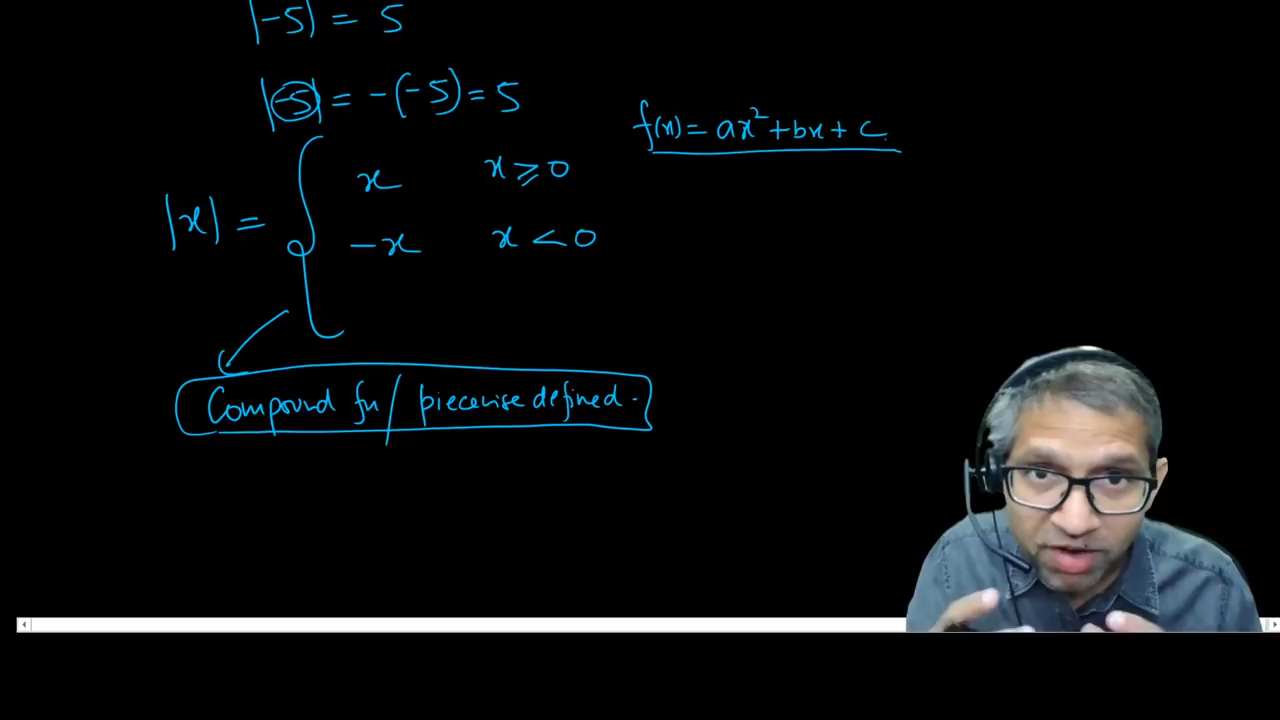 |-5| = 5
|-5| = -(-5) = 5
f(x) = ax² + bx + c.
|x| = { x x ⩾ 0
-x x < 0
Compound fn / piecewise defined.